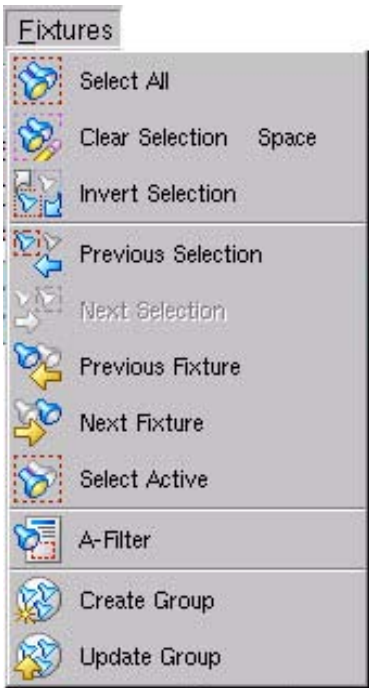 Fixtures
Select All
Clear Selection Space
Invert Selection
Previous Selection
Next Selection
Previous Fixture
Next Fixture
Select Active
A-Filter
Create Group
Update Group